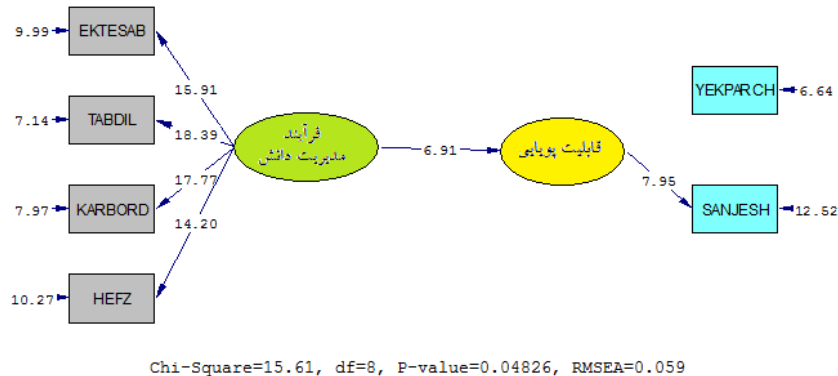 9.99
EKTESAB
15.91
7.14
TABDIL
18.39
7.97
KARBORD
17.77
10.27
HEFZ
14.20
فرآیند
مدیریت دانش
6.91
قابلیت پویایی
7.95
YEKPARCH
6.64
SANJESH
12.52
Chi-Square=15.61, df=8, P-value=0.04826, RMSEA=0.059